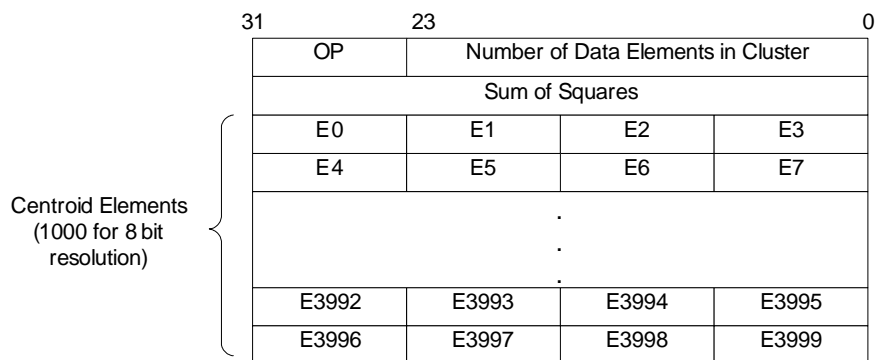 31 23 0
OP Number of Data Elements in Cluster
Sum of Squares
E0 E1 E2 E3
E4 E5 E6 E7
Centroid Elements
(1000 for 8 bit
resolution)
.
.
.
E3992 E3993 E3994 E3995
E3996 E3997 E3998 E3999